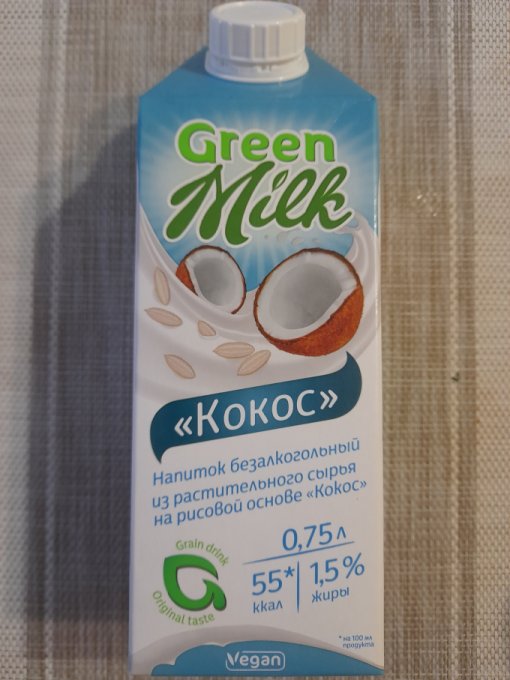 Green
Milk
«Кокос»
Напиток безалкогольный
из растительного сырья
на рисовой основе «Кокос»
Grain drink
Original taste
0,75л
55* 1,5%
ккал жиры
* на 100 мл
продукта
Vegan